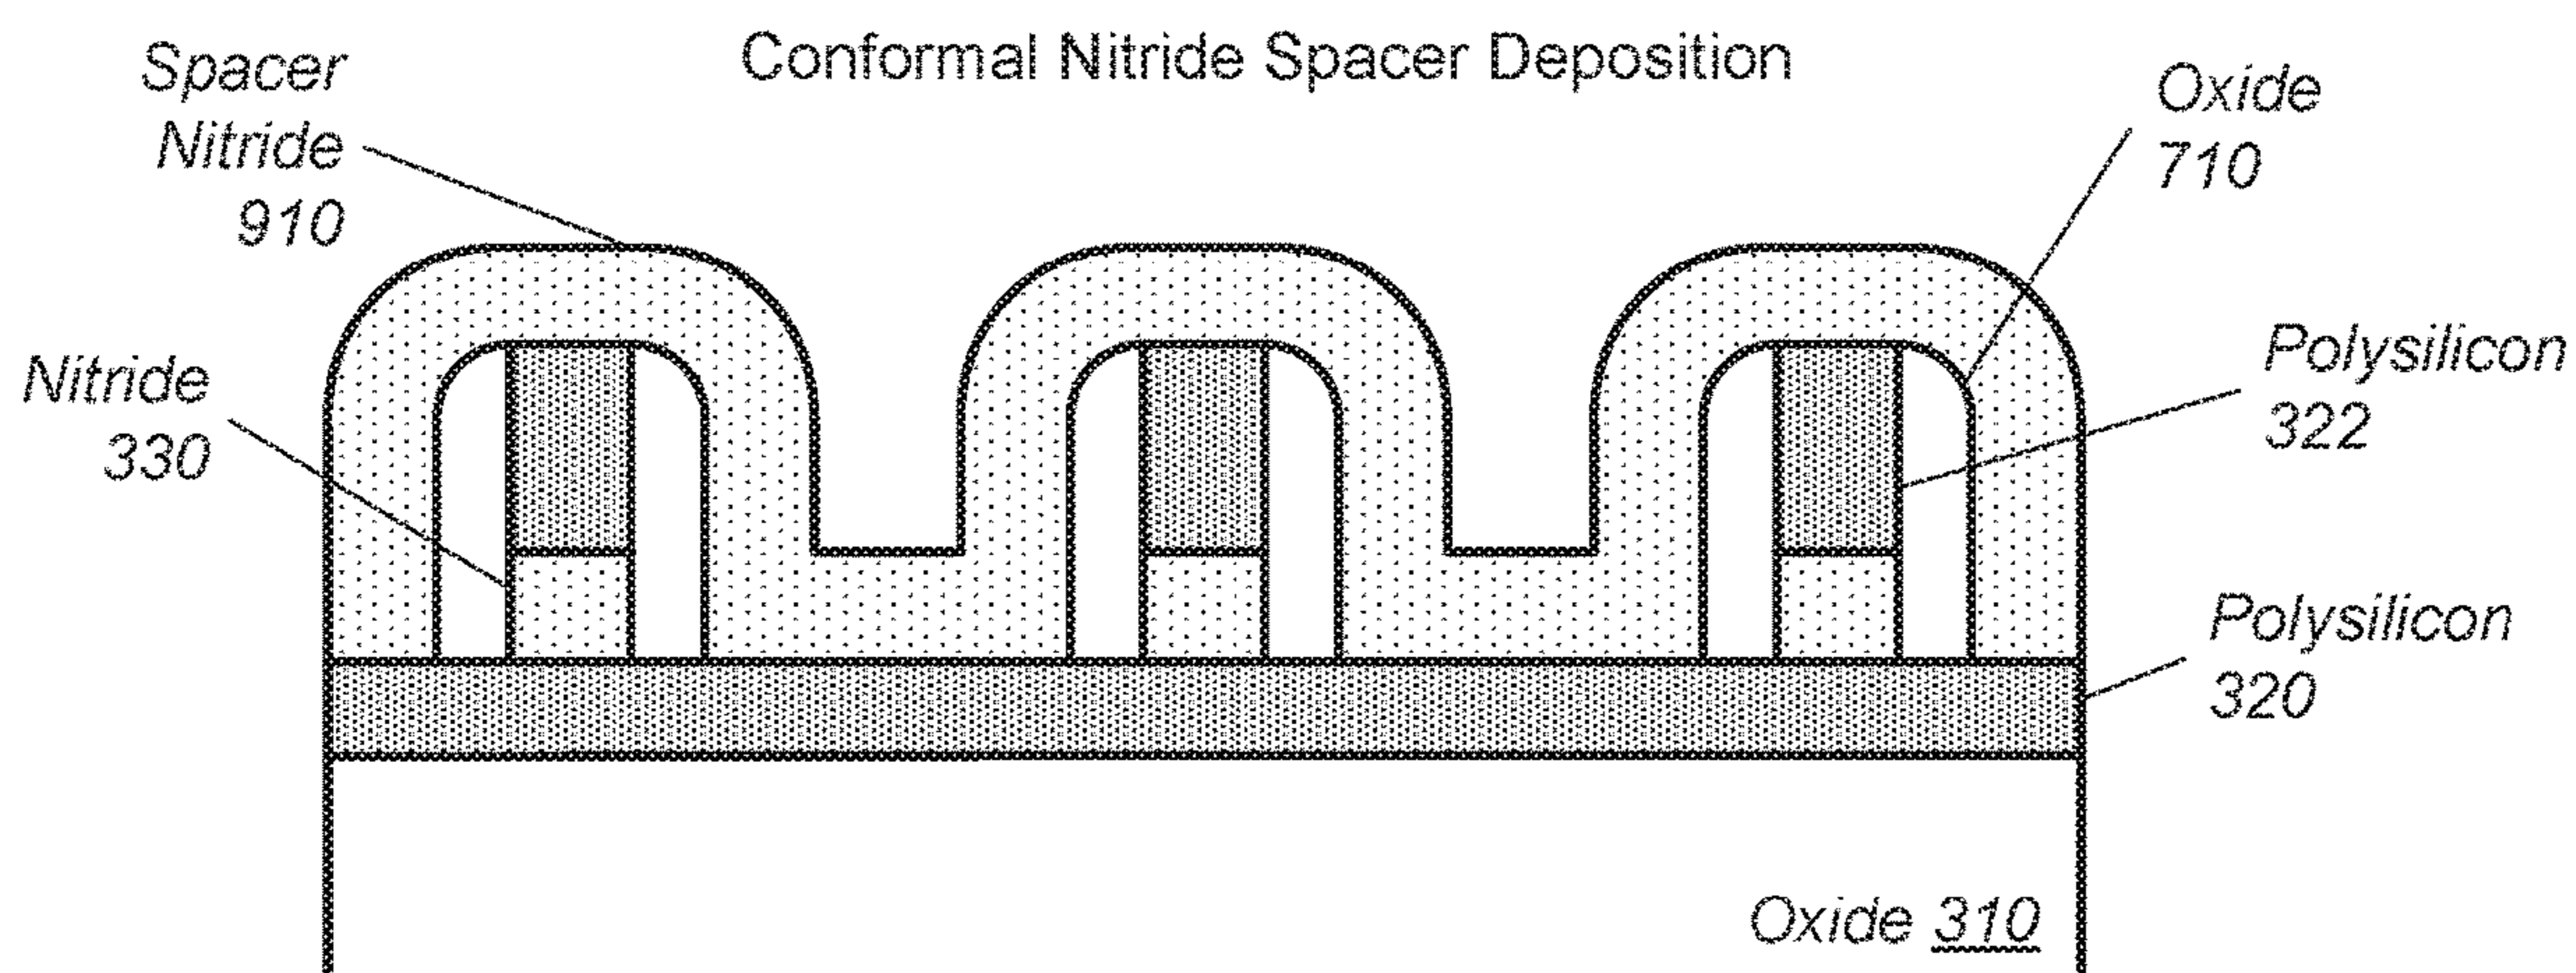 Conformal Nitride Spacer Deposition
Spacer
Nitride
910
Oxide
710
Nitride
330
Polysilicon
322
Polysilicon
320
Oxide 310